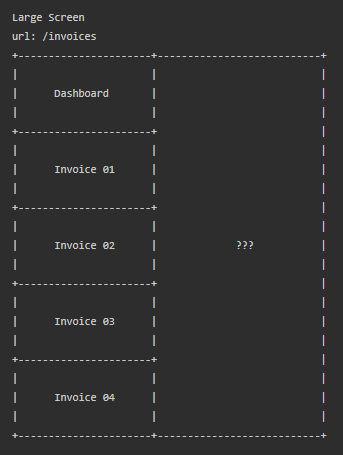 Large Screen
url: /invoices
+----------------------+---------------------------+
|                      |                           |
|      Dashboard       |                           |
|                      |                           |
+----------------------+                           |
|                      |                           |
|      Invoice 01      |                           |
|                      |                           |
+----------------------+                           |
|                      |                           |
|      Invoice 02      |             ???           |
|                      |                           |
+----------------------+                           |
|                      |                           |
|      Invoice 03      |                           |
|                      |                           |
+----------------------+                           |
|                      |                           |
|      Invoice 04      |                           |
|                      |                           |
+----------------------+---------------------------+